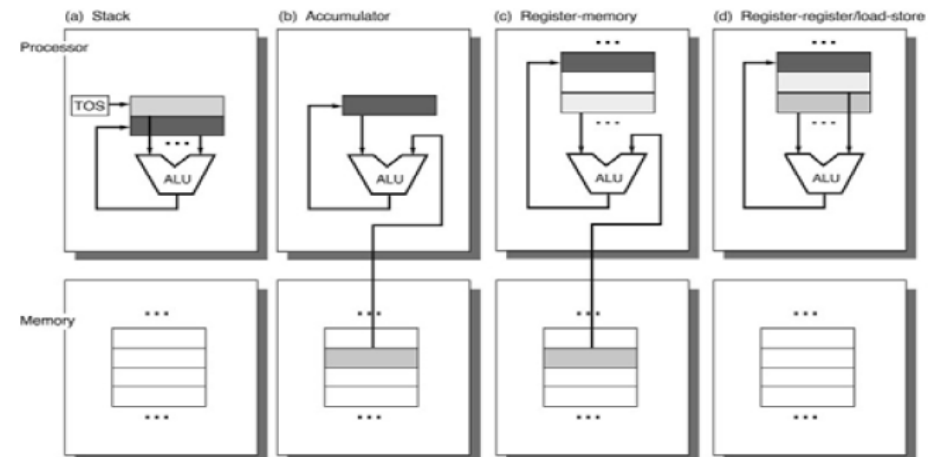 (a) Stack (b) Accumulator (c) Register-memory (d) Register-register/load-store
Processor
TOS
ALU ALU ALU ALU
Memory